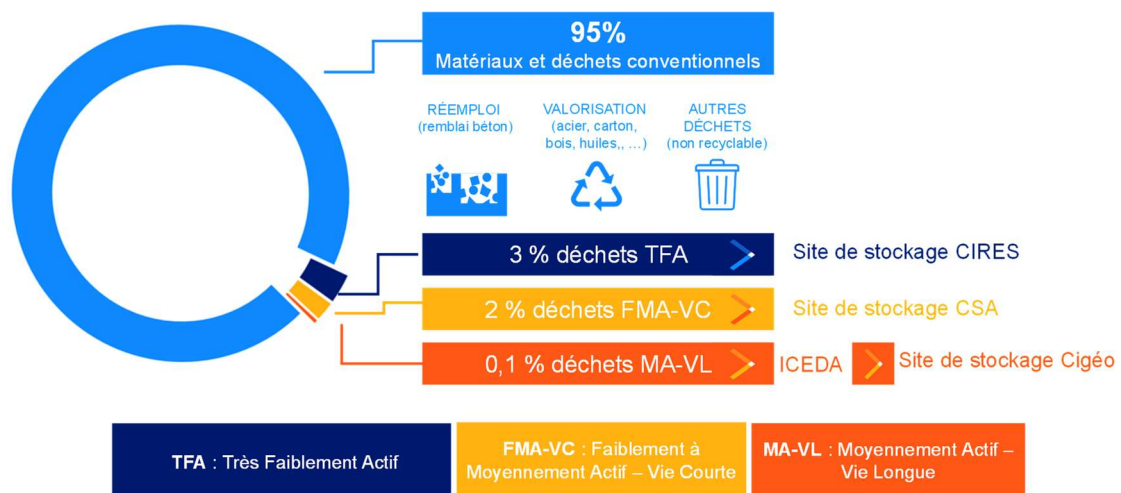 95%
Matériaux et déchets conventionnels
RÉEMPLOI
(remblai béton)
VALORISATION
(acier, carton,
bois, huiles,, …)
AUTRES
DÉCHETS
(non recyclable)
3 % déchets TFA
Site de stockage CIRES
2 % déchets FMA-VC
Site de stockage CSA
0,1 % déchets MA-VL
ICEDA
Site de stockage Cigéo
TFA : Très Faiblement Actif
FMA-VC : Faiblement à
Moyennement Actif – Vie Courte
MA-VL : Moyennement Actif –
Vie Longue